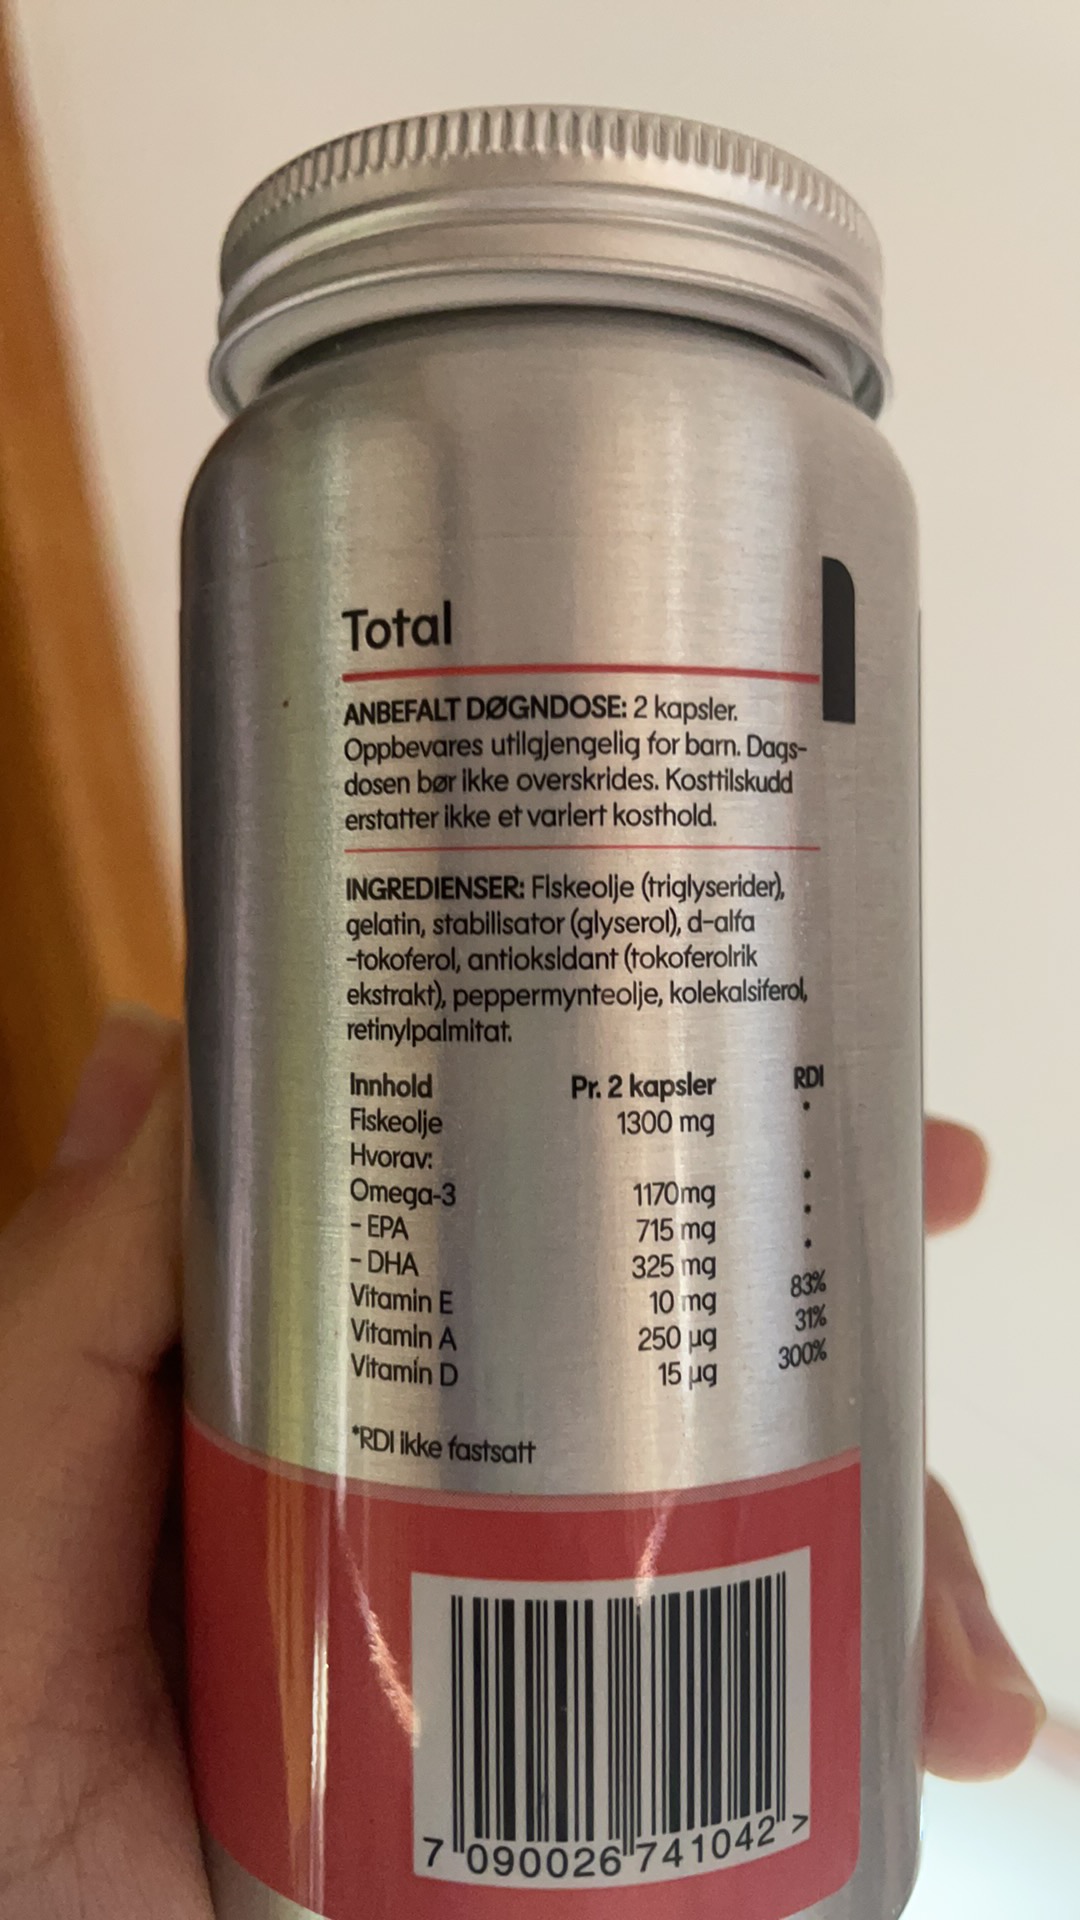 Total
ANBEFALT DØGNDOSE: 2 kapsler.
Oppbevares utilgjengelig for barn. Dags-
dosen bør ikke overskrides. Kosttilskudd
erstatter ikke et variert kosthold.
INGREDIENSER: Fiskeolje (triglyserider),
gelatin, stabilisator (glyserol), d-alfa
-tokoferol, antioksidant (tokoferolrik
ekstrakt), peppermynteolje, kolekalsiferol,
retinylpalmitat.
Innhold Pr. 2 kapsler RDI
Fiskeolje 1300 mg *
Hvorav:
Omega-3 1170mg *
- EPA 715 mg *
- DHA 325 mg *
Vitamin E 10 mg 83%
Vitamin A 250 µg 31%
Vitamin D 15 µg 300%
*RDI ikke fastsatt
7 090026 741042 >